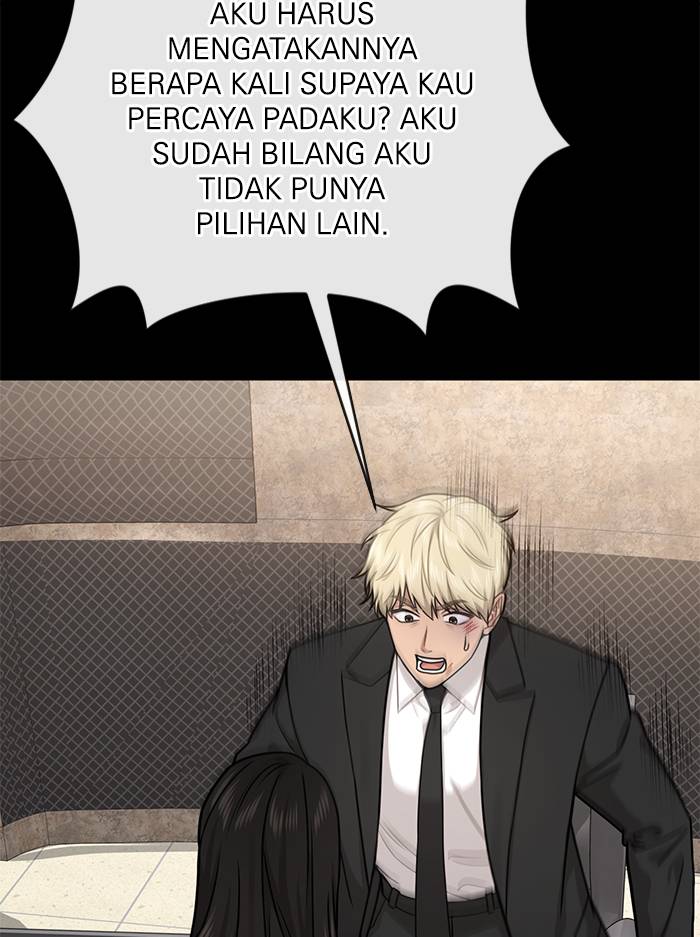 AKU HARUS
MENGATAKANNYA
BERAPA KALI SUPAYA KAU
PERCAYA PADAKU? AKU
SUDAH BILANG AKU
TIDAK PUNYA
PILIHAN LAIN.